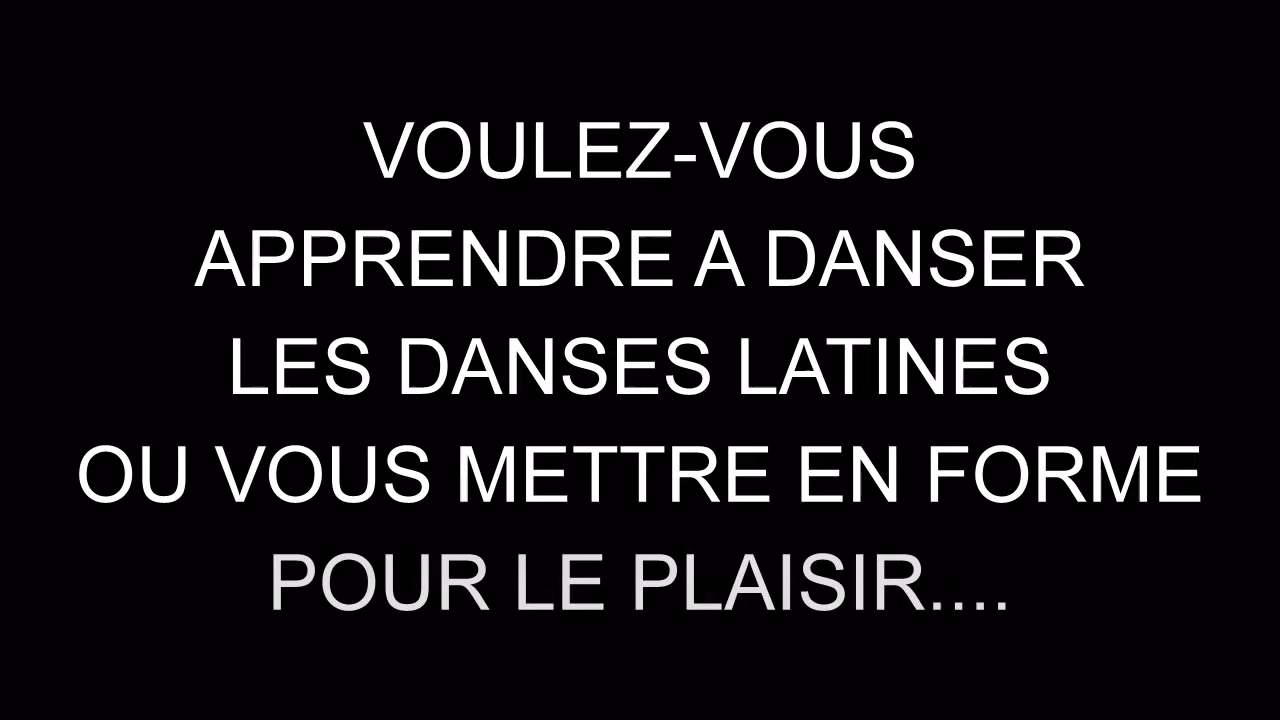 VOULEZ-VOUS
APPRENDRE A DANSER
LES DANSES LATINES
OU VOUS METTRE EN FORME
POUR LE PLAISIR....